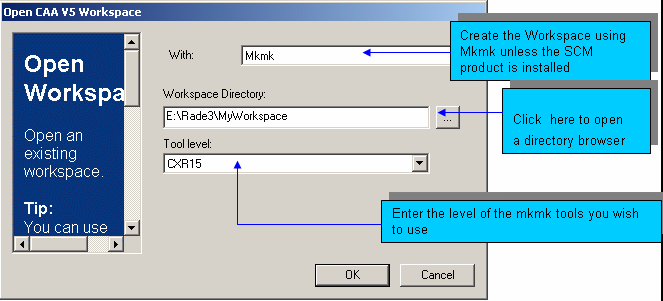 Open CAA V5 Workspace
Open
Workspa
Open an
existing
workspace.
Tip:
You can use
With:
Mkmk
Workspace Directory:
E:\Rade3\MyWorkspace
...
Tool level:
CXR15
OK
Cancel
Create the Workspace using
Mkmk unless the SCM
product is installed
Click here to open
a directory browser
Enter the level of the mkmk tools you wish
to use